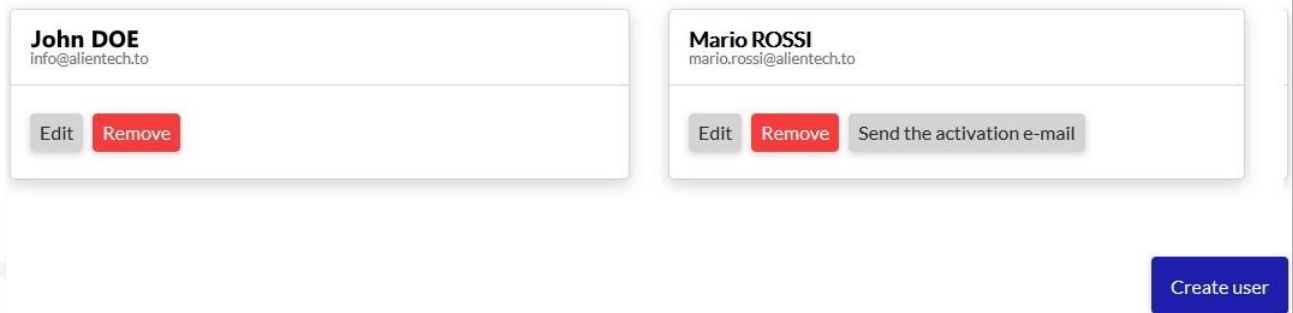 John DOE
info@alientech.to
Edit
Remove
Mario ROSSI
mario.rossi@alientech.to
Edit
Remove
Send the activation e-mail
Create user